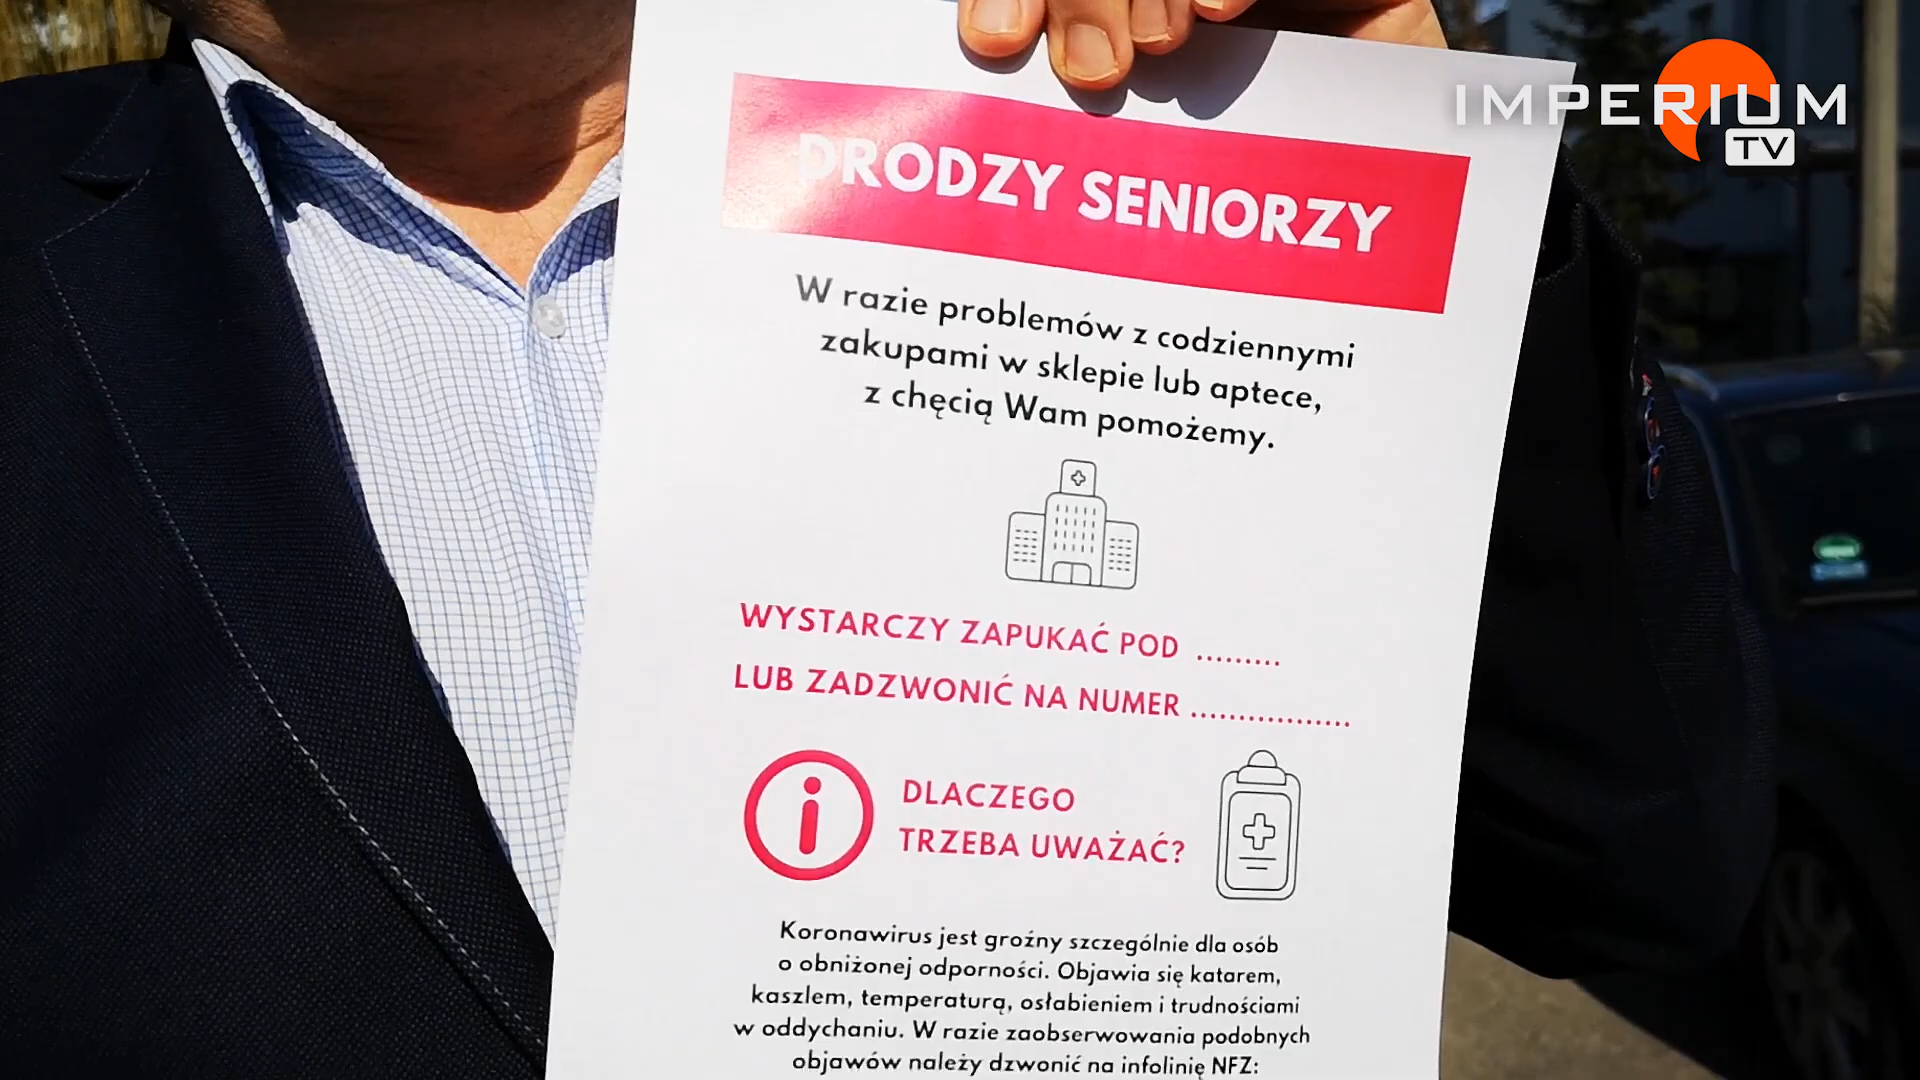 IMPERIUM
TV
DRODZY SENIORZY
W razie problemów z codziennymi
zakupami w sklepie lub aptece,
z chęcią Wam pomożemy.
WYSTARCZY ZAPUKAĆ POD .........
LUB ZADZWONIĆ NA NUMER .................
i
DLACZEGO
TRZEBA UWAŻAĆ?
Koronawirus jest groźny szczególnie dla osób
o obniżonej odporności. Objawia się katarem,
kaszlem, temperaturą, osłabieniem i trudnościami
w oddychaniu. W razie zaobserwowania podobnych
objawów należy dzwonić na infolinię NFZ: